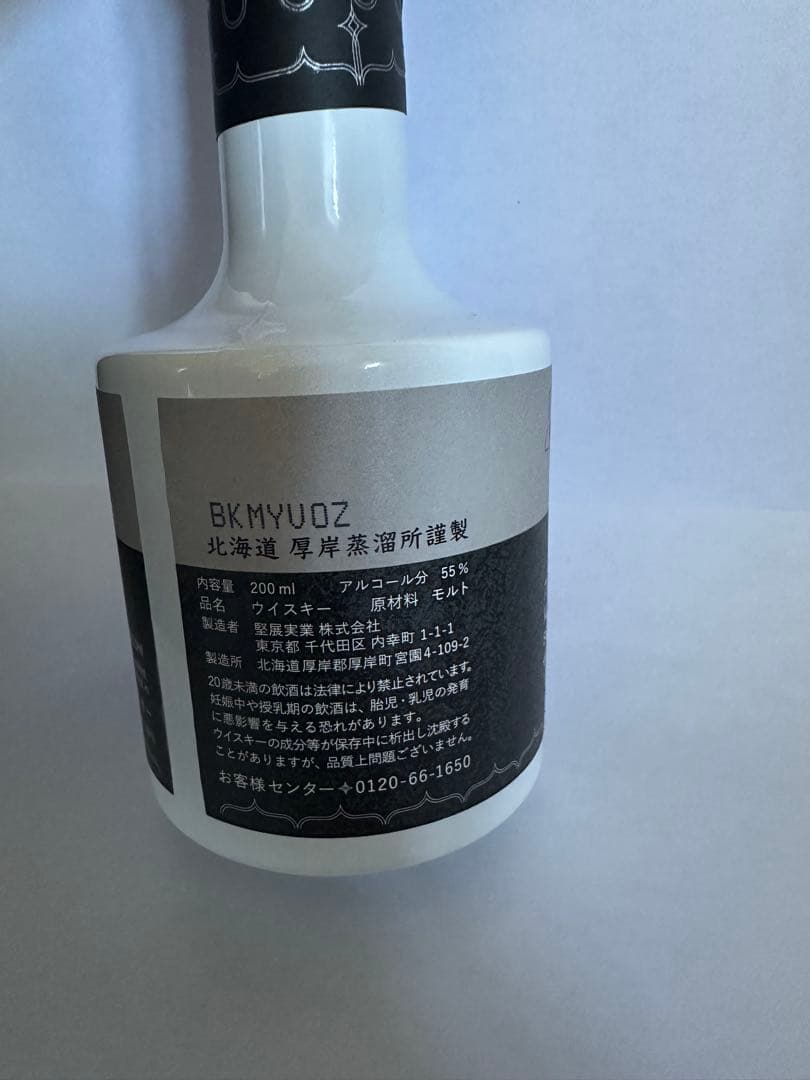 BKMYUOZ
北海道 厚岸蒸溜所謹製
内容量 200ml アルコール分 55%
品名 ウイスキー 原材料 モルト
製造者 堅展実業 株式会社
東京都 千代田区 内幸町 1-1-1
製造所 北海道厚岸郡厚岸町宮園4-109-2
20歳未満の飲酒は法律により禁止されています。
妊娠中や授乳期の飲酒は、胎児・乳児の発育
に悪影響を与える恐れがあります。
ウイスキーの成分等が保存中に析出し沈殿する
ことがありますが、品質上問題ございません。
お客様センター✦0120-66-1650